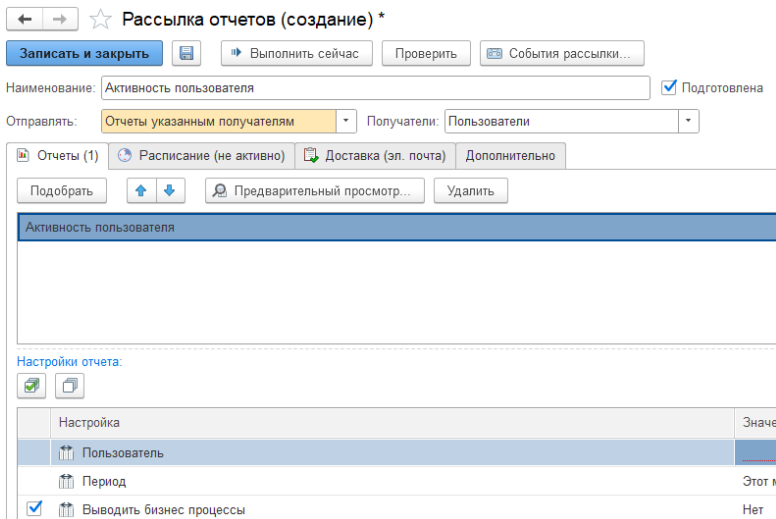 Рассылка отчетов (создание) *
Записать и закрыть Выполнить сейчас Проверить События рассылки...
Наименование: Активность пользователя Подготовлена
Отправлять: Отчеты указанным получателям Получатели: Пользователи
Отчеты (1) Расписание (не активно) Доставка (эл. почта) Дополнительно
Подобрать Предварительный просмотр... Удалить
Активность пользователя
Настройки отчета:
Настройка Значе
Пользователь
Период Этот м
Выводить бизнес процессы Нет